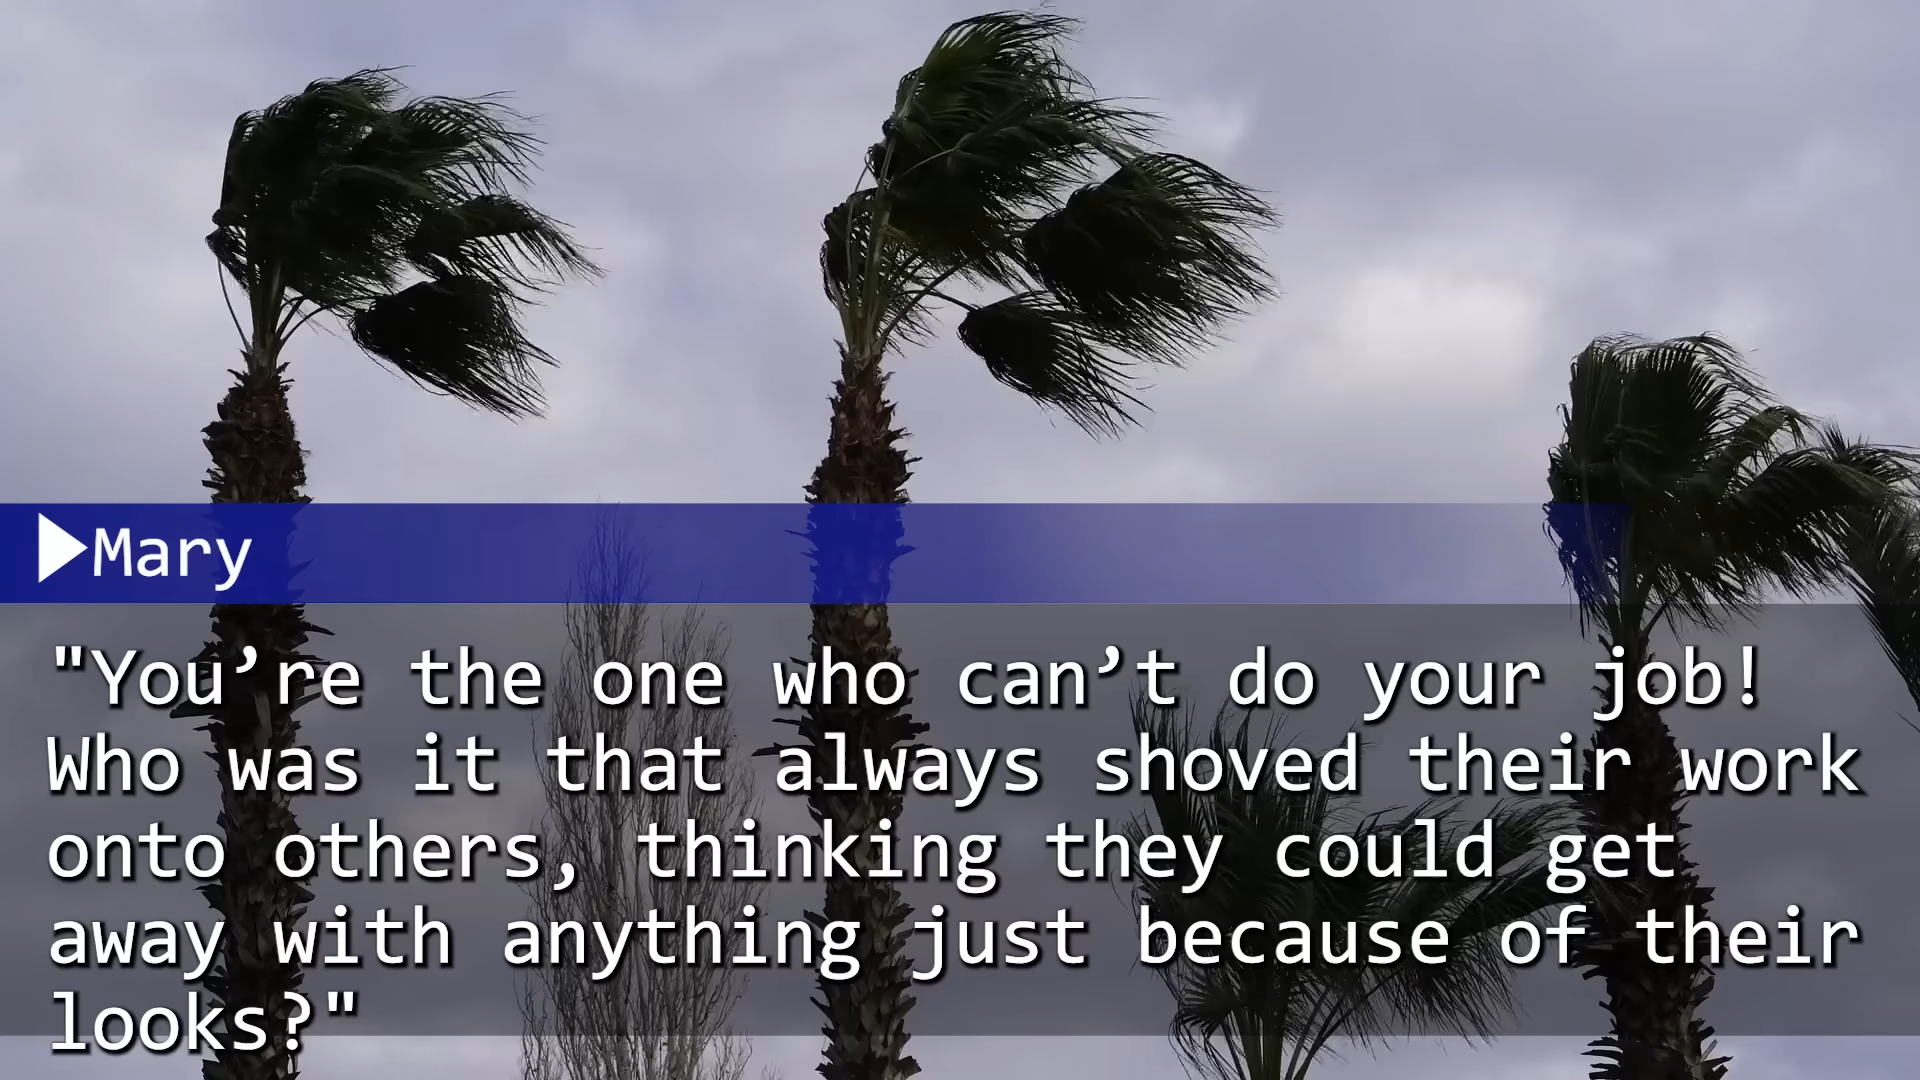 Mary
"You’re the one who can’t do your job!
Who was it that always shoved their work
onto others, thinking they could get
away with anything just because of their
looks?"